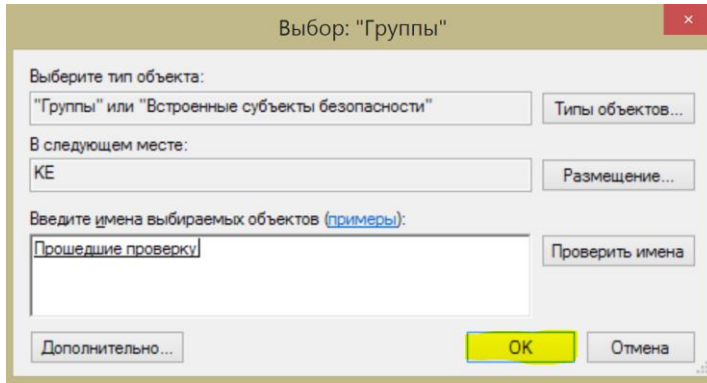 Выбор: "Группы"
×
Выберите тип объекта:
"Группы" или "Встроенные субъекты безопасности"
Типы объектов...
В следующем месте:
KE
Размещение...
Введите имена выбираемых объектов (примеры):
Прошедшие проверку
Проверить имена
Дополнительно...
OK
Отмена